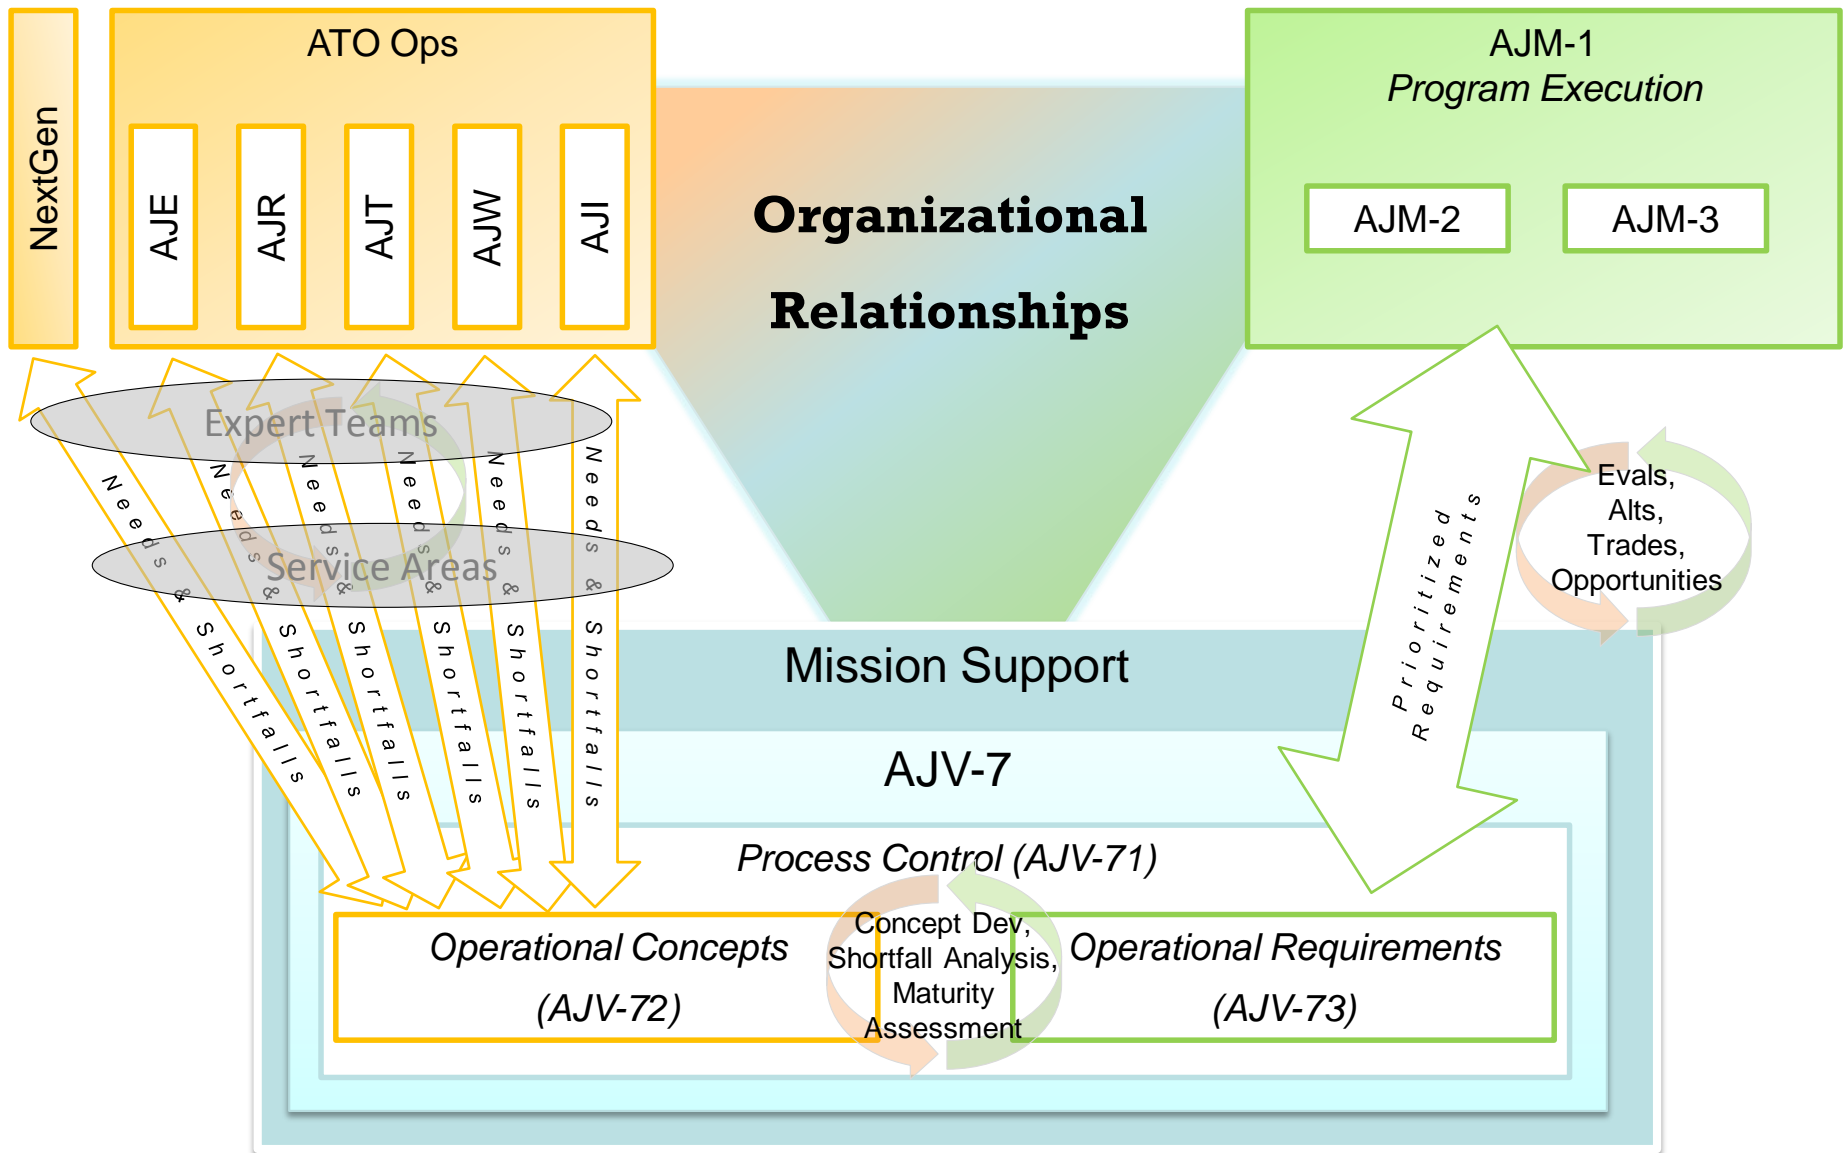 NextGen
ATO Ops
AJE
AJR
AJT
AJW
AJI
Organizational
Relationships
AJM-1
Program Execution
AJM-2
AJM-3
Expert Teams
Service Areas
Needs & Shortfalls
Needs & Shortfalls
Needs & Shortfalls
Needs & Shortfalls
Needs & Shortfalls
Needs & Shortfalls
Prioritized
Requirements
Evals,
Alts,
Trades,
Opportunities
Mission Support
AJV-7
Process Control (AJV-71)
Operational Concepts
(AJV-72)
Concept Dev,
Shortfall Analysis,
Maturity
Assessment
Operational Requirements
(AJV-73)